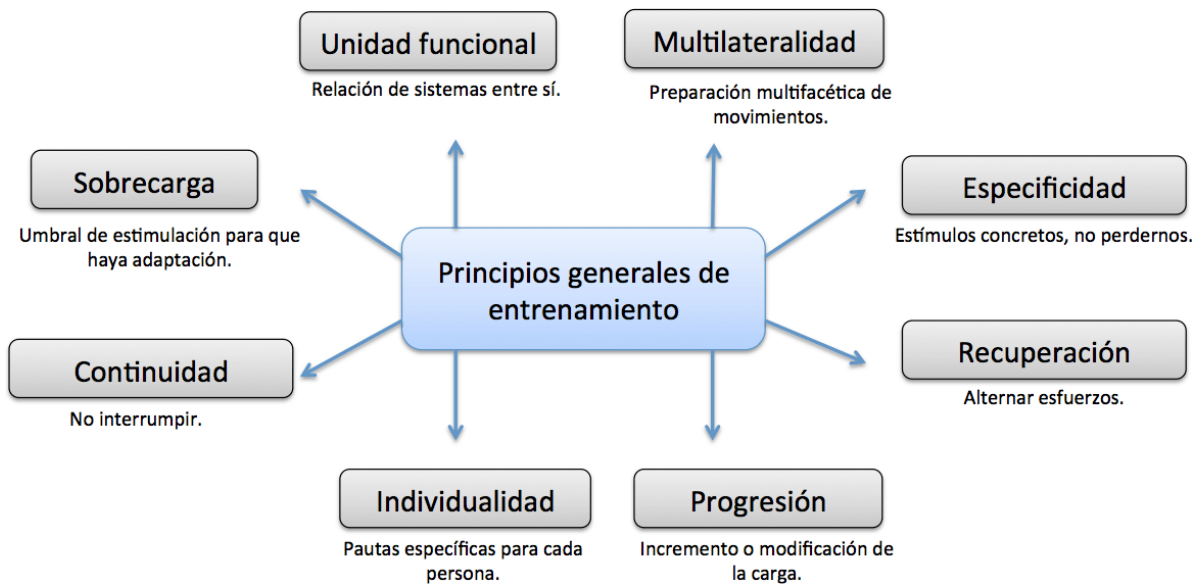 Unidad funcional
Relación de sistemas entre sí.
Multilateralidad
Preparación multifacética de
movimientos.
Sobrecarga
Umbral de estimulación para que
haya adaptación.
Especificidad
Estímulos concretos, no perdernos.
Principios generales de
entrenamiento
Continuidad
No interrumpir.
Recuperación
Alternar esfuerzos.
Individualidad
Pautas específicas para cada
persona.
Progresión
Incremento o modificación de
la carga.